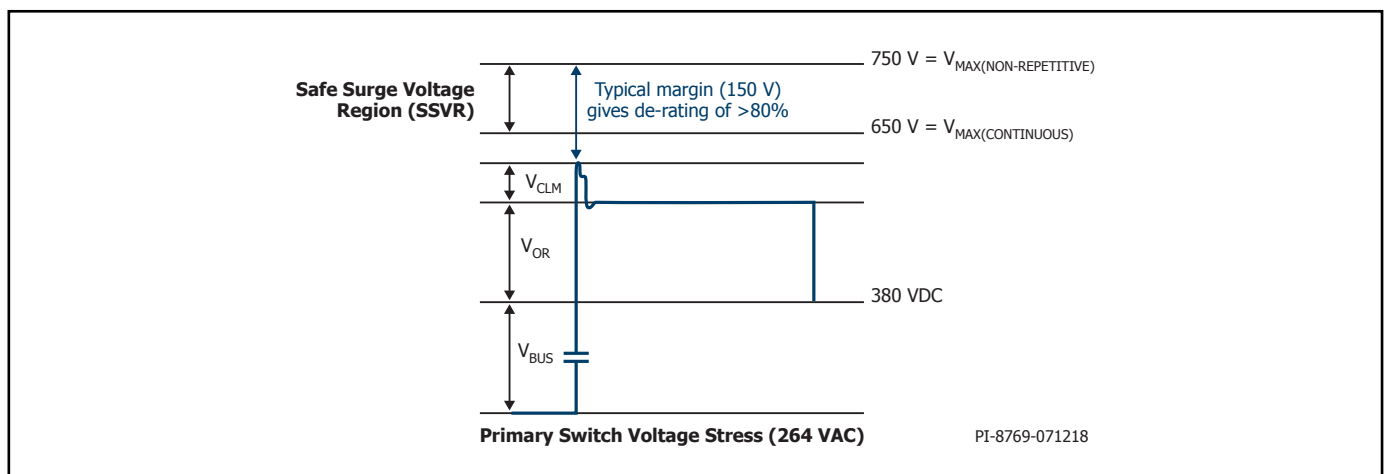 750 V = VMAX(NON-REPETITIVE)
Safe Surge Voltage
Region (SSVR)
Typical margin (150 V)
gives de-rating of >80%
650 V = VMAX(CONTINUOUS)
VCLM
VOR
380 VDC
VBUS
Primary Switch Voltage Stress (264 VAC)
PI-8769-071218